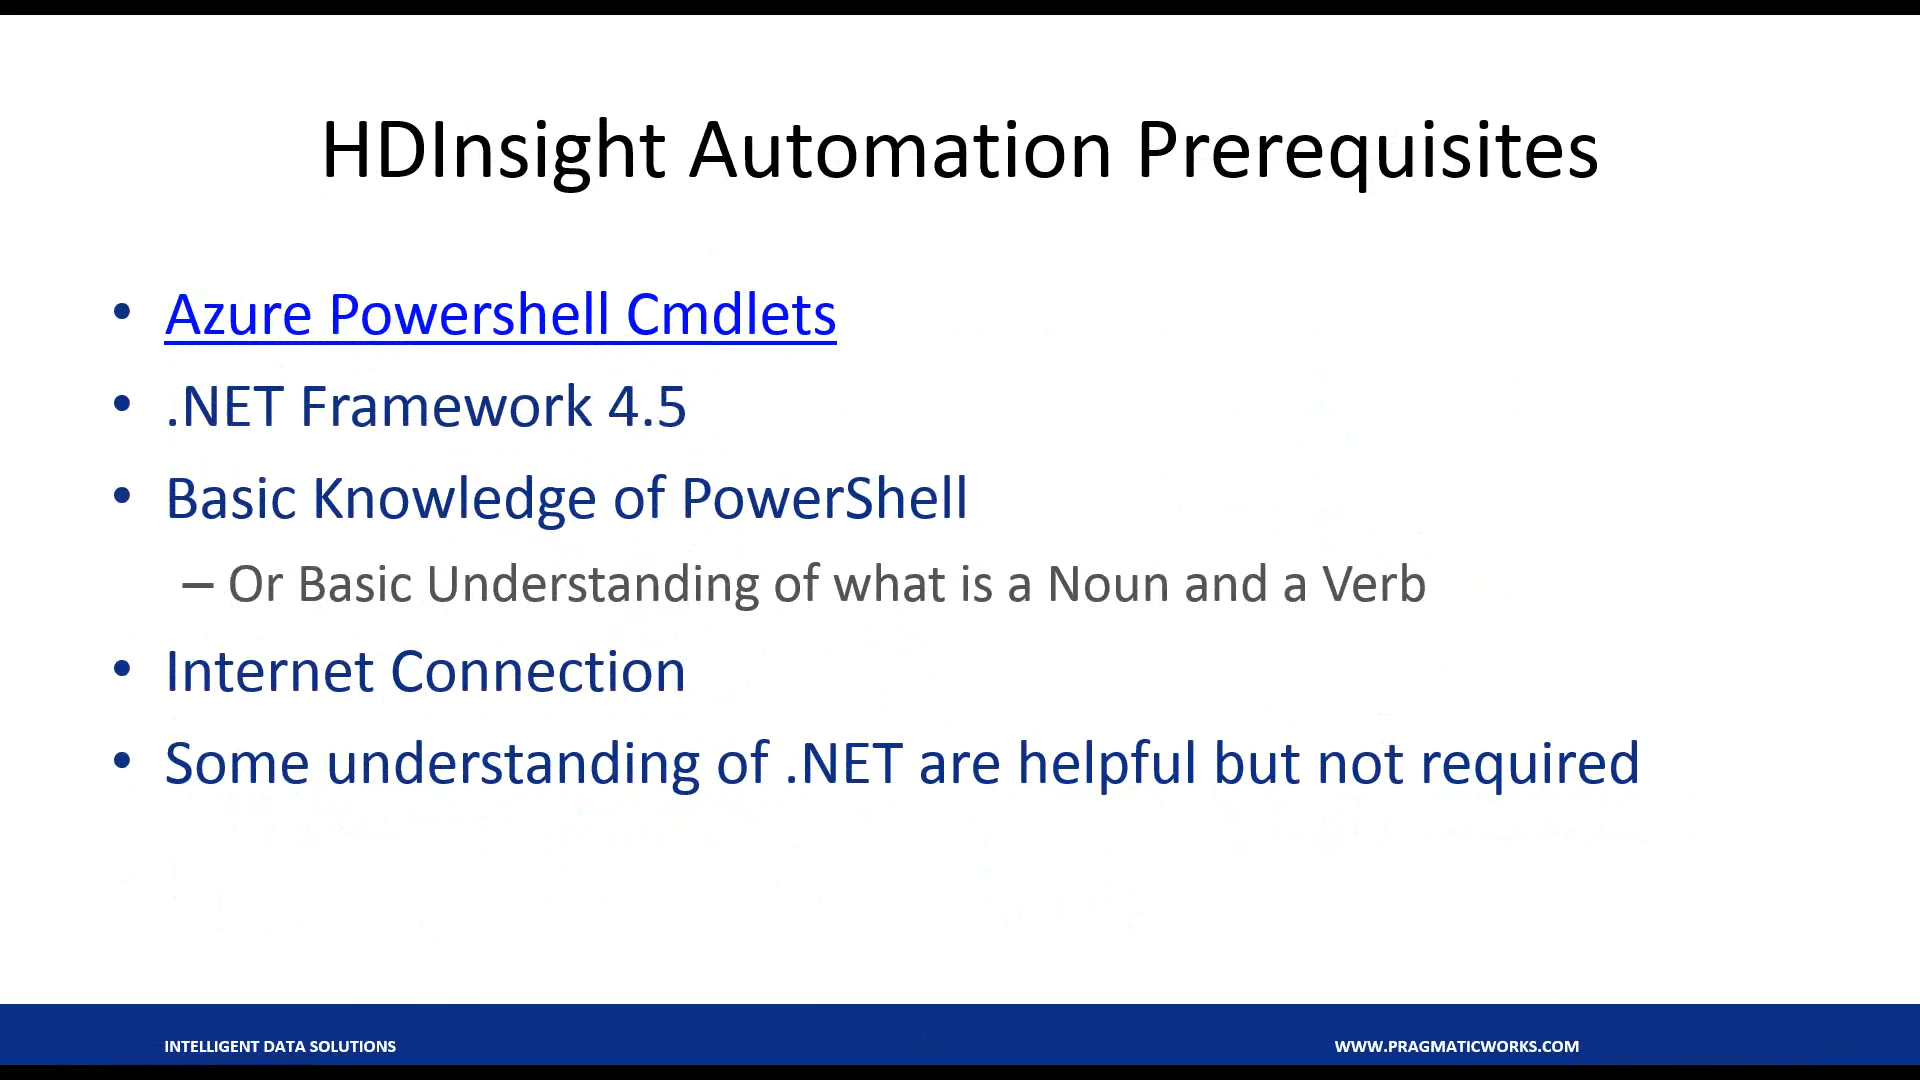 HDInsight Automation Prerequisites
• Azure Powershell Cmdlets
• .NET Framework 4.5
• Basic Knowledge of PowerShell
– Or Basic Understanding of what is a Noun and a Verb
• Internet Connection
• Some understanding of .NET are helpful but not required
INTELLIGENT DATA SOLUTIONS
WWW.PRAGMATICWORKS.COM